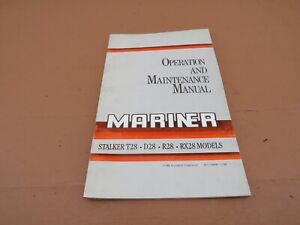 OPERATION
AND
MAINTENANCE
MANUAL
MARINER
STALKER T28 • D28 • R28 • RX28 MODELS